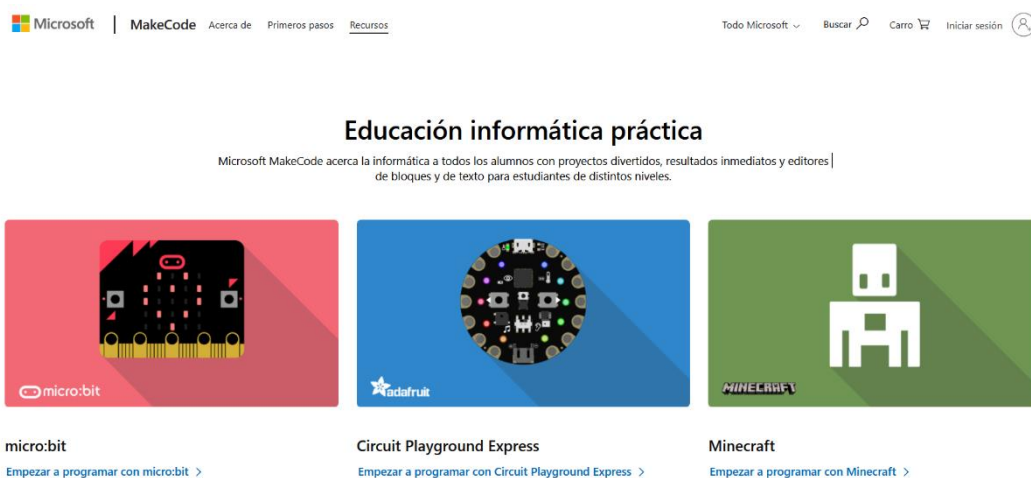 Microsoft MakeCode Acerca de Primeros pasos Recursos Todo Microsoft Buscar Carro Iniciar sesión
Educación informática práctica
Microsoft MakeCode acerca la informática a todos los alumnos con proyectos divertidos, resultados inmediatos y editores
de bloques y de texto para estudiantes de distintos niveles.
micro:bit adafruit MINECRAFT
micro:bit Circuit Playground Express Minecraft
Empezar a programar con micro:bit > Empezar a programar con Circuit Playground Express > Empezar a programar con Minecraft >